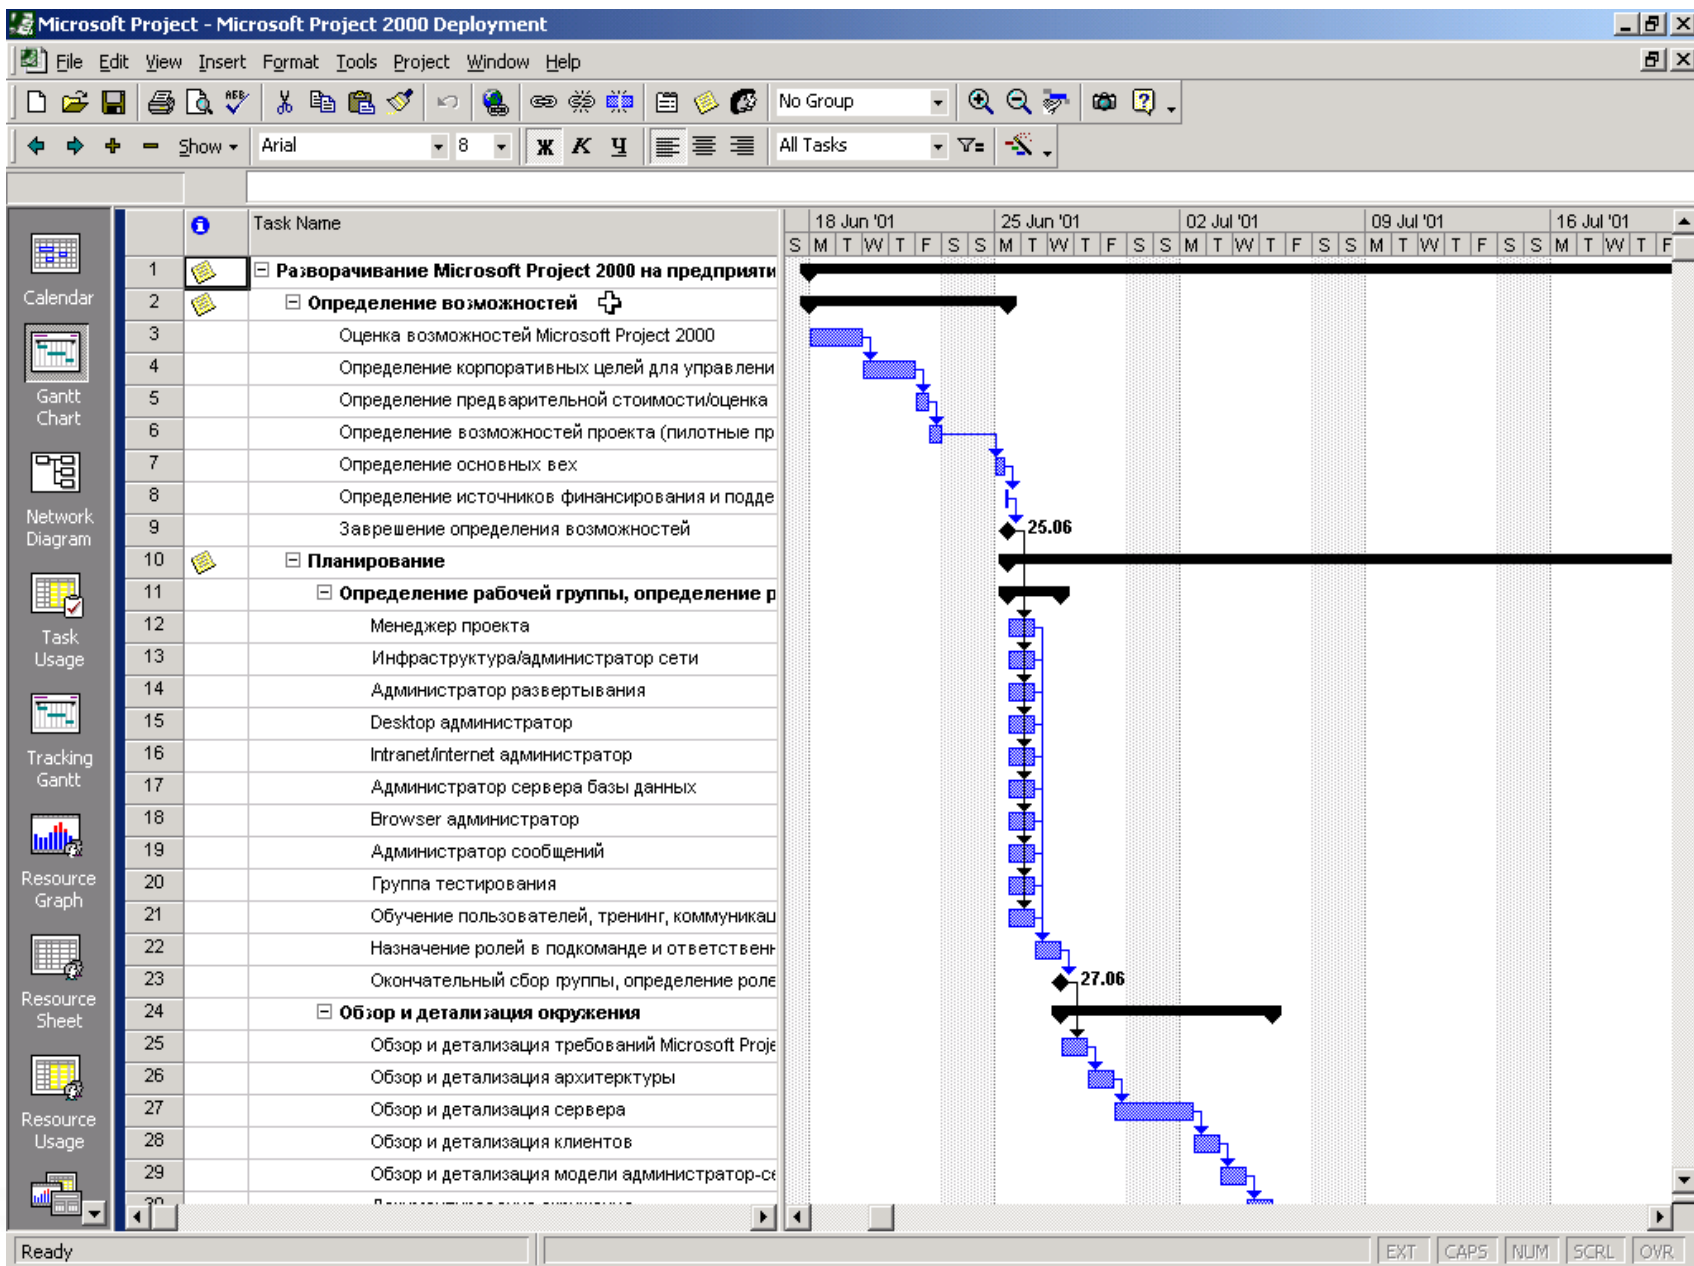 Microsoft Project - Microsoft Project 2000 Deployment
File Edit View Insert Format Tools Project Window Help
No Group
Show Arial 8 Ж К Ч All Tasks
Task Name 18 Jun '01 25 Jun '01 02 Jul '01 09 Jul '01 16 Jul '01
S M T W T F S S M T W T F S S M T W T F S S M T W T F S S M T W T F
1 Разворачивание Microsoft Project 2000 на предприяти
2 Определение возможностей
3 Оценка возможностей Microsoft Project 2000
4 Определение корпоративных целей для управлени
5 Определение предварительной стоимости/оценка
6 Определение возможностей проекта (пилотные пр
7 Определение основных вех
8 Определение источников финансирования и подде
9 Заврешение определения возможностей 25.06
10 Планирование
11 Определение рабочей группы, определение р
12 Менеджер проекта
13 Инфраструктура/администратор сети
14 Администратор развертывания
15 Desktop администратор
16 Intranet/internet администратор
17 Администратор сервера базы данных
18 Browser администратор
19 Администратор сообщений
20 Группа тестирования
21 Обучение пользователей, тренинг, коммуникац
22 Назначение ролей в подкоманде и ответственн
23 Окончательный сбор группы, определение роле 27.06
24 Обзор и детализация окружения
25 Обзор и детализация требований Microsoft Proje
26 Обзор и детализация архитерктуры
27 Обзор и детализация сервера
28 Обзор и детализация клиентов
29 Обзор и детализация модели администратор-се
Calendar
Gantt
Chart
Network
Diagram
Task
Usage
Tracking
Gantt
Resource
Graph
Resource
Sheet
Resource
Usage
Ready EXT CAPS NUM SCRL OVR